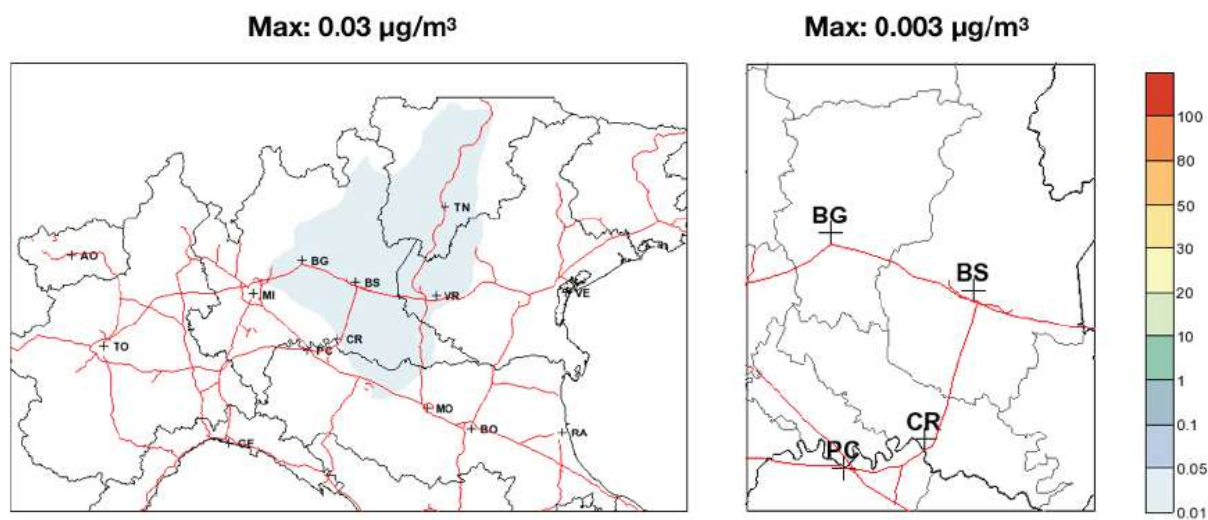 Max: 0.03 µg/m³
Max: 0.003 µg/m³
TN
AO
BG
BS
MI
VR
VE
TO
CR
PC
MO
BO
RA
GE
BG
BS
CR
PC
100
80
50
30
20
10
1
0.1
0.05
0.01